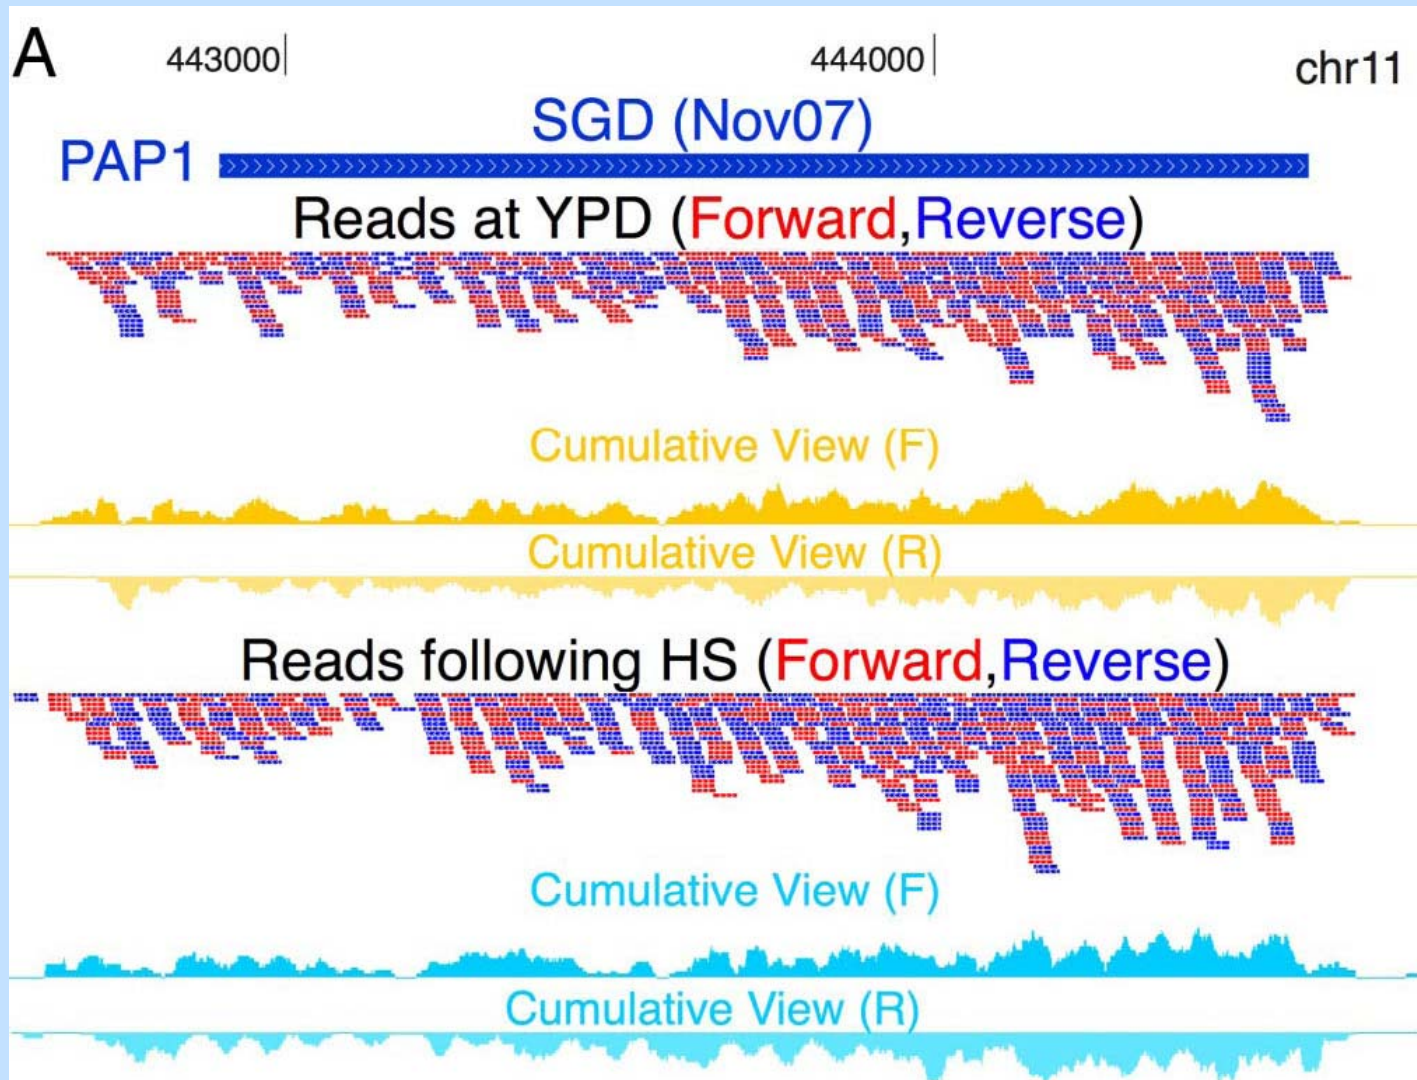 A
443000 444000 chr11
SGD (Nov07)
PAP1
Reads at YPD (Forward,Reverse)
Cumulative View (F)
Cumulative View (R)
Reads following HS (Forward,Reverse)
Cumulative View (F)
Cumulative View (R)